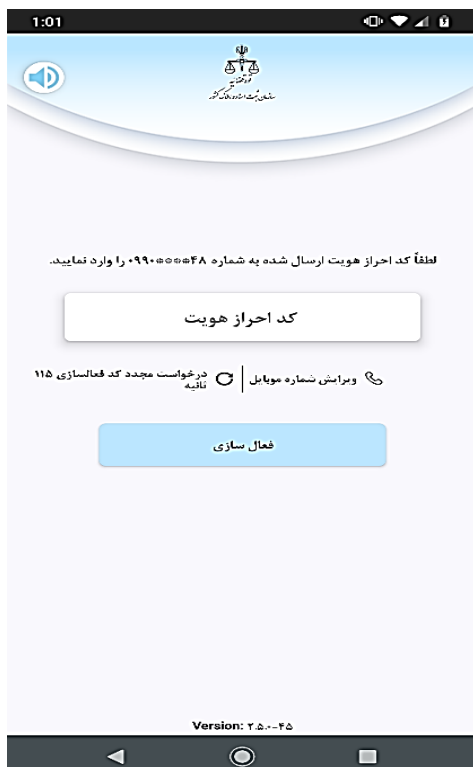 1:01
قوه قضائیه
سازمان ثبت اسناد و املاک کشور
لطفاً کد احراز هویت ارسال شده به شماره ۰۹۹۰****۴۸ را وارد نمایید.
کد احراز هویت
ویرایش شماره موبایل
درخواست مجدد کد فعالسازی ۱۱۵
ثانیه
فعال سازی
Version: ۲.۵.۰-۴۵